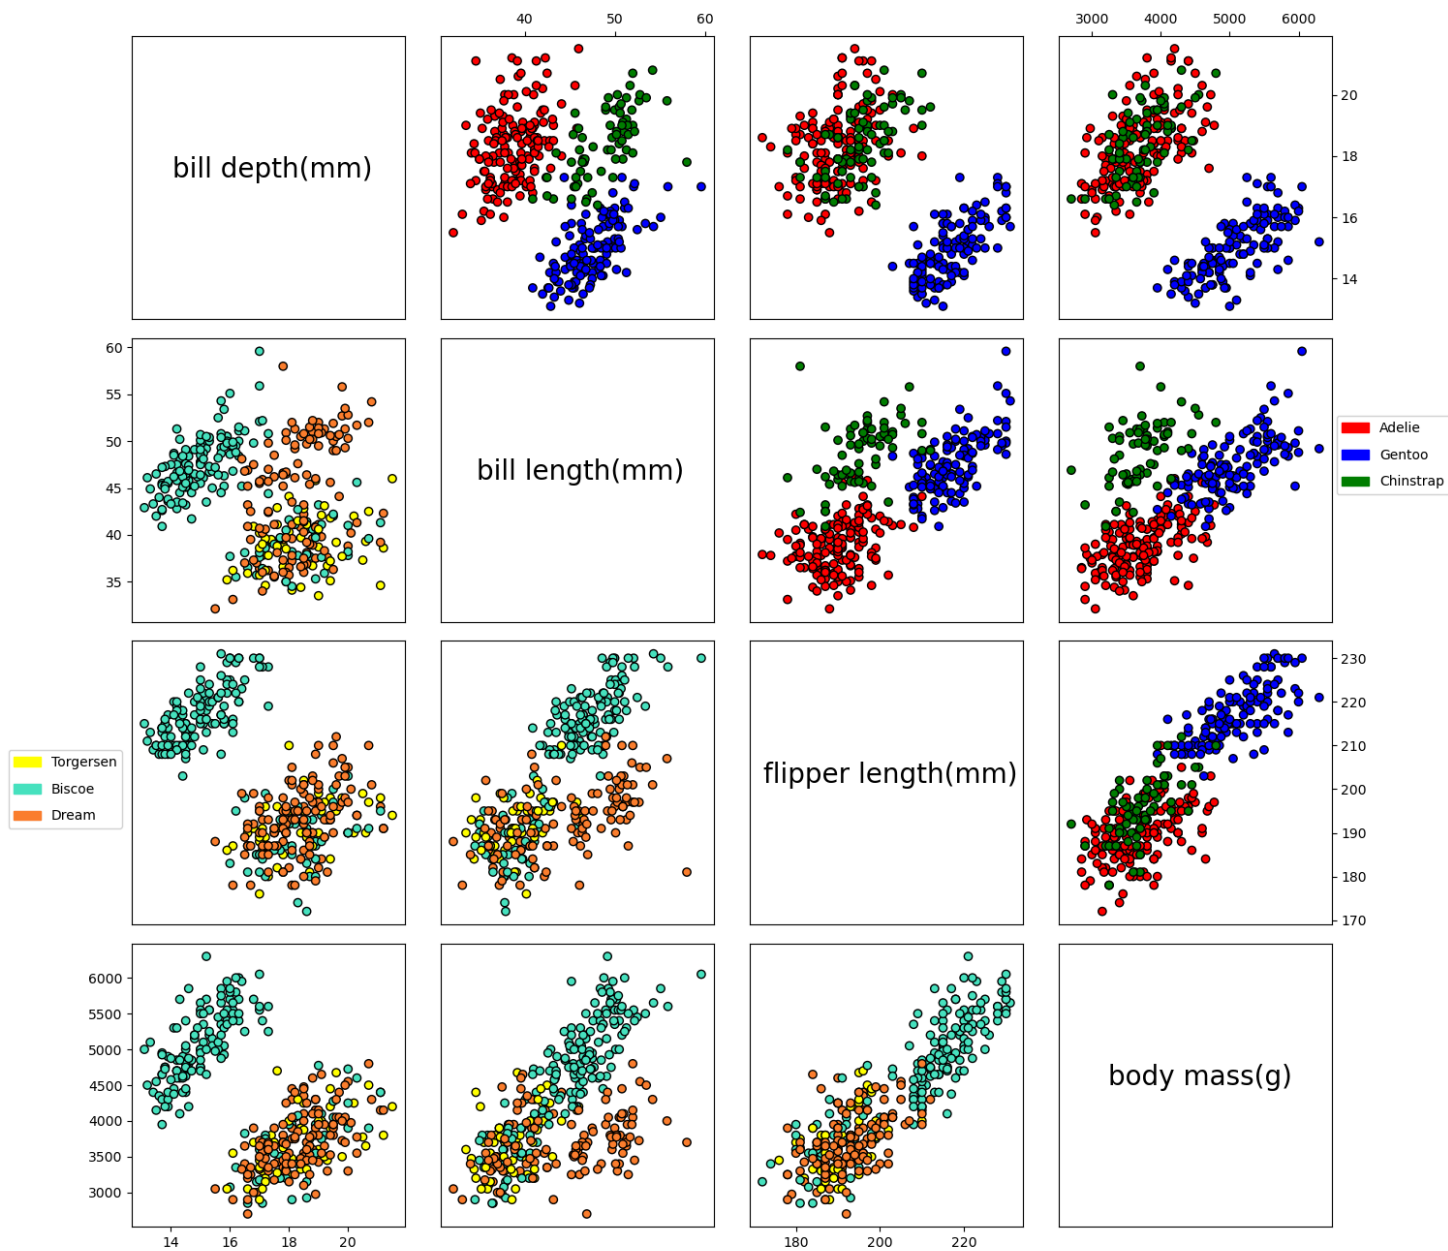 40 50 60
3000 4000 5000 6000
bill depth(mm)
20
18
16
14
60
55
50
45
40
35
bill length(mm)
Adelie
Gentoo
Chinstrap
Torgersen
Biscoe
Dream
flipper length(mm)
230
220
210
200
190
180
170
6000
5500
5000
4500
4000
3500
3000
body mass(g)
14 16 18 20
180 200 220